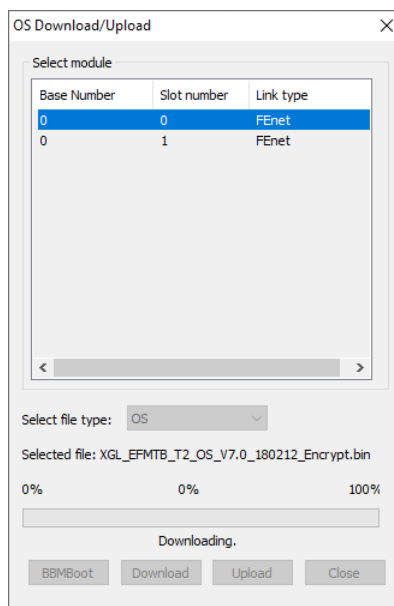 OS Download/Upload
Select module
Base Number Slot number Link type
0 0 FEnet
0 1 FEnet
Select file type: OS
Selected file: XGL_EFMTB_T2_OS_V7.0_180212_Encrypt.bin
0% 0% 100%
Downloading.
BBMBoot Download Upload Close